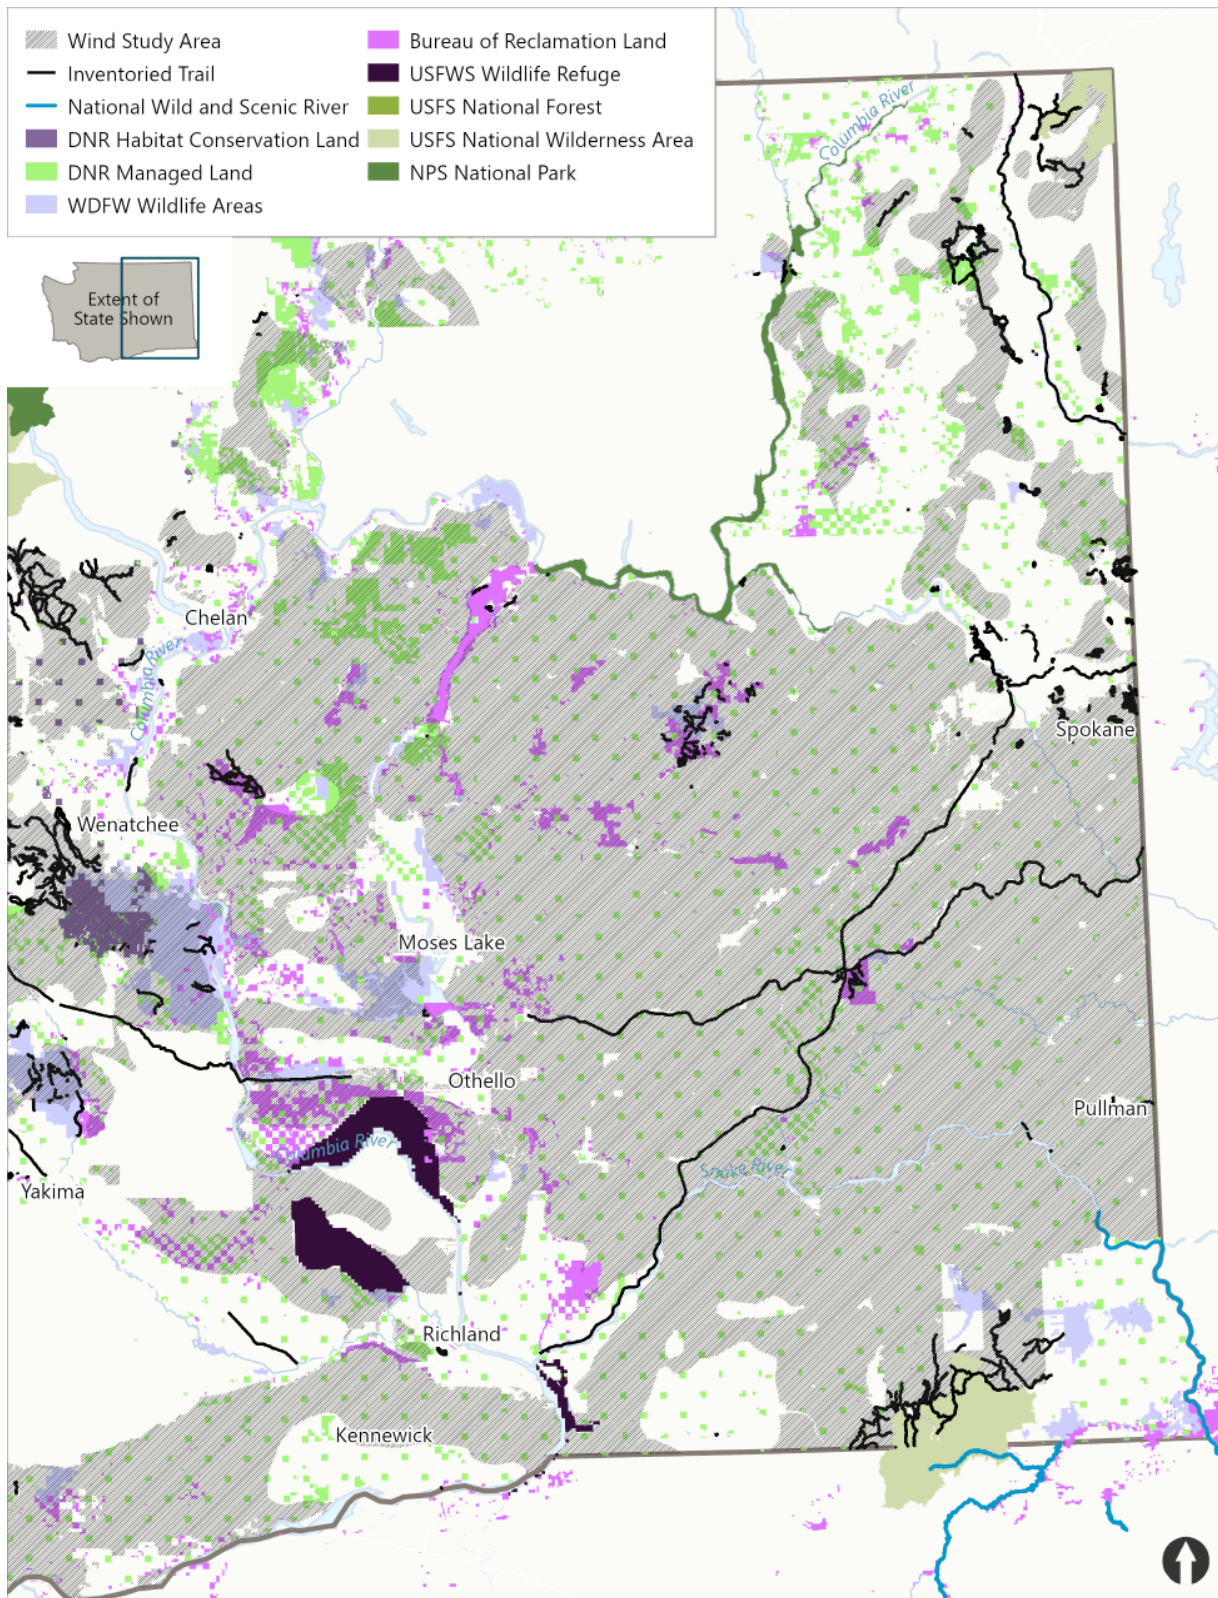 Wind Study Area
Inventoried Trail
National Wild and Scenic River
DNR Habitat Conservation Land
DNR Managed Land
WDFW Wildlife Areas
Bureau of Reclamation Land
USFWS Wildlife Refuge
USFS National Forest
USFS National Wilderness Area
NPS National Park
Columbia River
Extent of
State Shown
Chelan
Columbia River
Spokane
Wenatchee
Moses Lake
Othello
Pullman
Columbia River
Snake River
Yakima
Richland
Kennewick